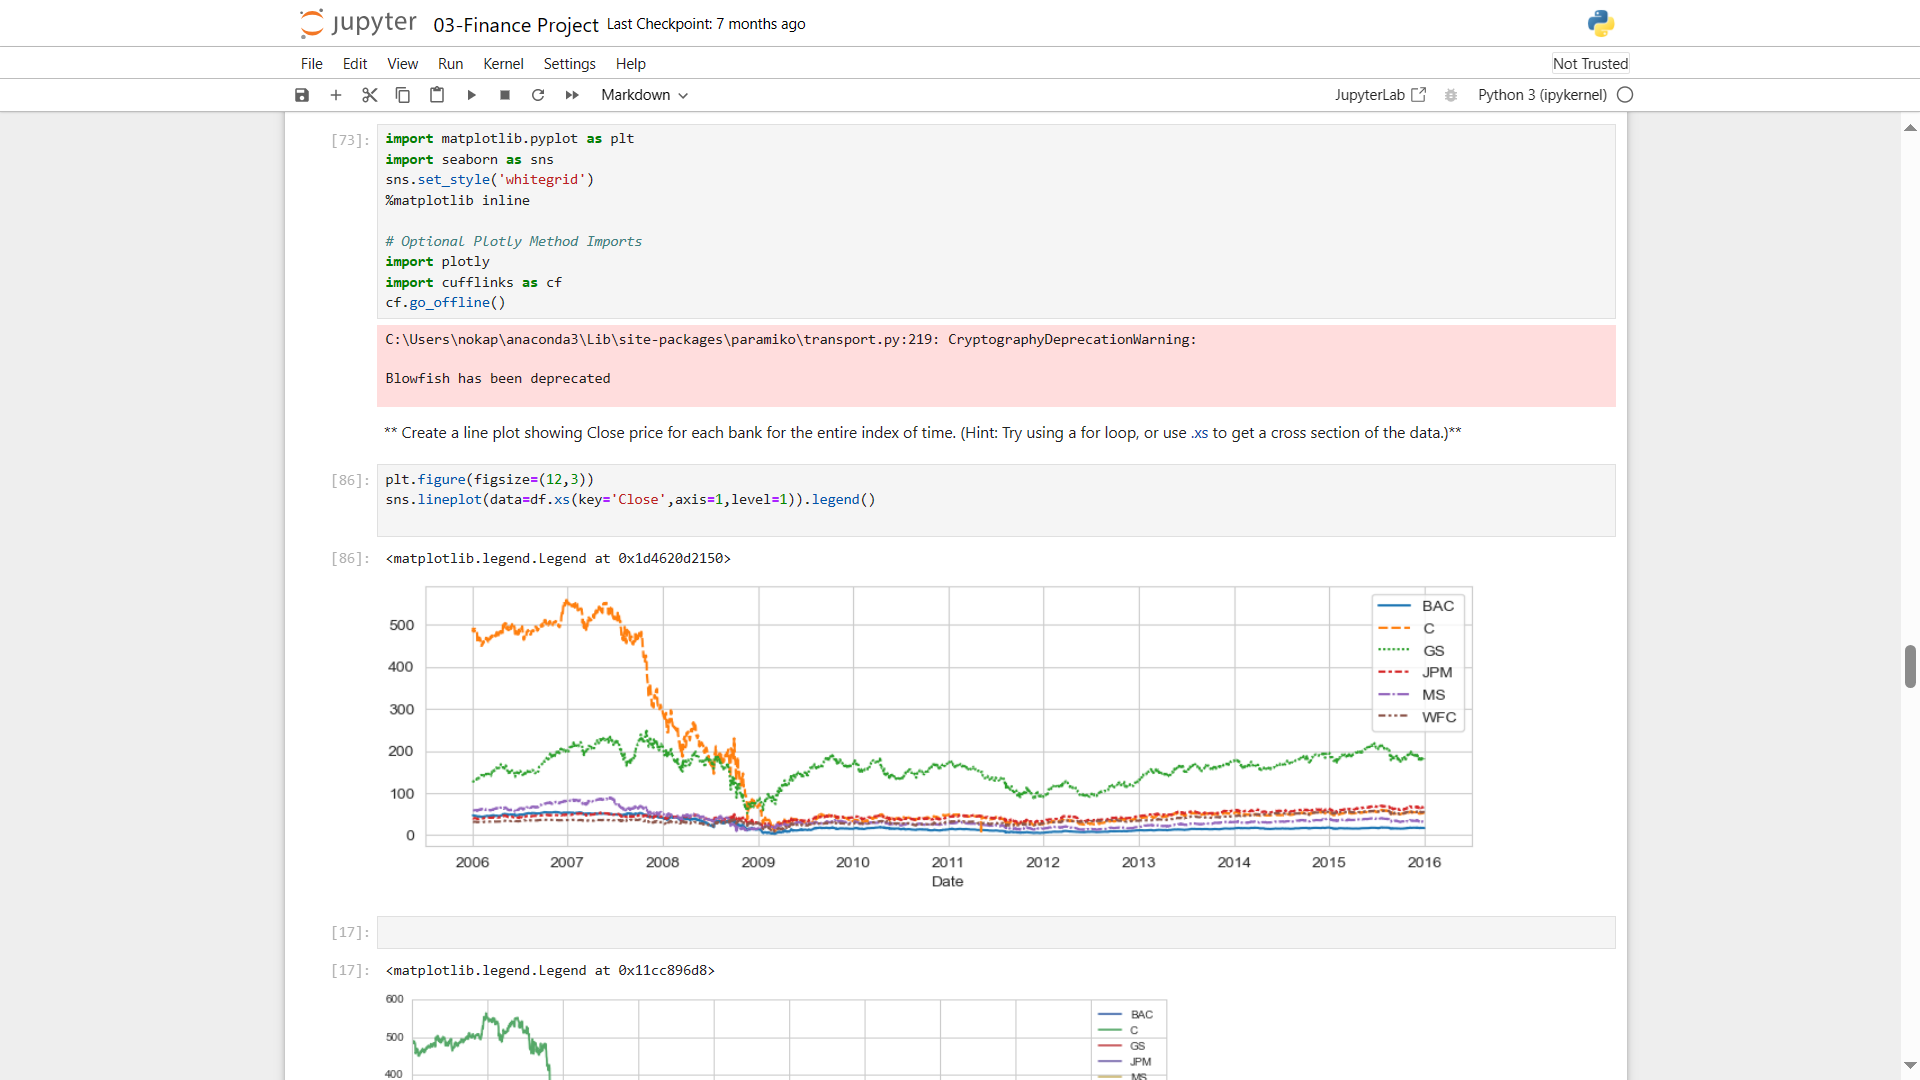 jupyter 03-Finance Project Last Checkpoint: 7 months ago
File Edit View Run Kernel Settings Help Not Trusted
Markdown JupyterLab Python 3 (ipykernel)
[73]: import matplotlib.pyplot as plt
import seaborn as sns
sns.set_style('whitegrid')
%matplotlib inline
# Optional Plotly Method Imports
import plotly
import cufflinks as cf
cf.go_offline()
C:\Users\nokap\anaconda3\Lib\site-packages\paramiko\transport.py:219: CryptographyDeprecationWarning:
Blowfish has been deprecated
** Create a line plot showing Close price for each bank for the entire index of time. (Hint: Try using a for loop, or use .xs to get a cross section of the data.)**
[86]: plt.figure(figsize=(12,3))
sns.lineplot(data=df.xs(key='Close',axis=1,level=1)).legend()
[86]: <matplotlib.legend.Legend at 0x1d4620d2150>
500
400
300
200
100
0
BAC
C
GS
JPM
MS
WFC
2006 2007 2008 2009 2010 2011 2012 2013 2014 2015 2016
Date
[17]:
[17]: <matplotlib.legend.Legend at 0x11cc896d8>
600
500
400
BAC
C
GS
JPM
MS